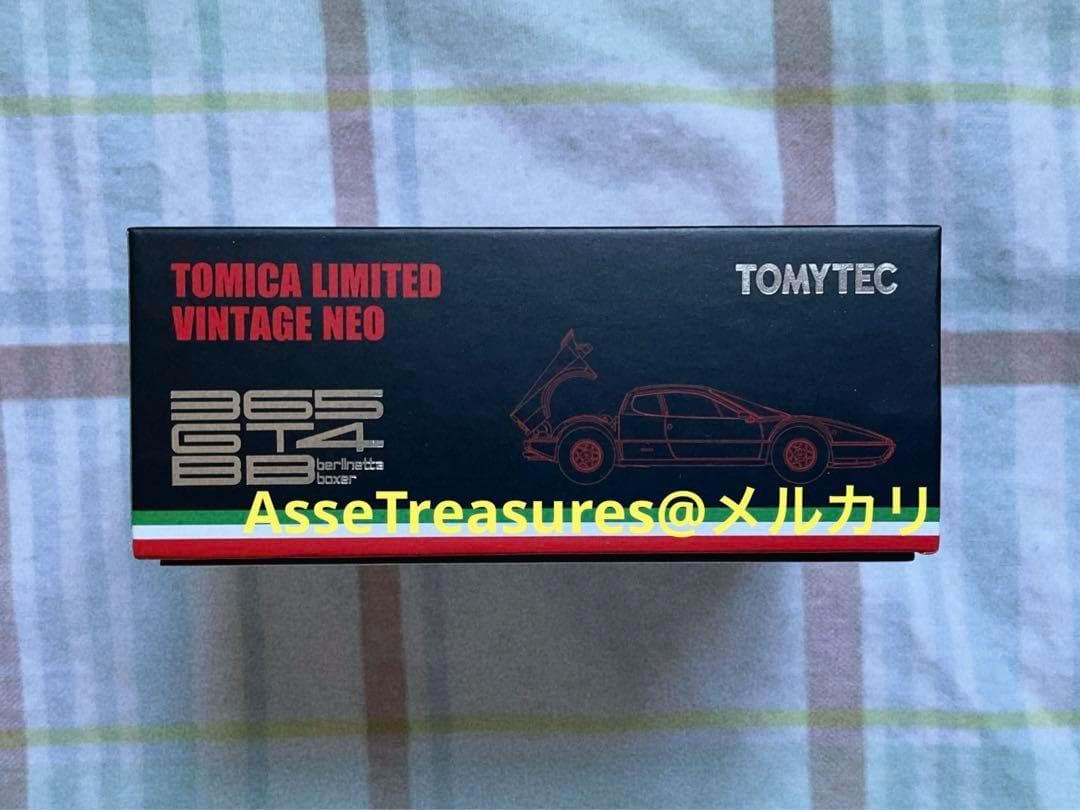 TOMICA LIMITED
VINTAGE NEO
TOMYTEC
365
GT4
BB berlinetta
boxer
AsseTreasures@メルカリ